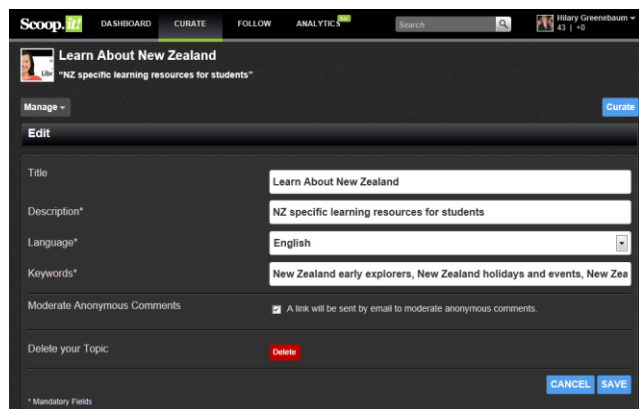 Scoop.it! DASHBOARD CURATE FOLLOW ANALYTICS Search Hilary Greenebaum
43 | +0
Learn About New Zealand
Libr
"NZ specific learning resources for students"
Manage
Curate
Edit
Title
Learn About New Zealand
Description*
NZ specific learning resources for students
Language*
English
Keywords*
New Zealand early explorers, New Zealand holidays and events, New Zea
Moderate Anonymous Comments
A link will be sent by email to moderate anonymous comments.
Delete your Topic
Delete
CANCEL SAVE
* Mandatory Fields